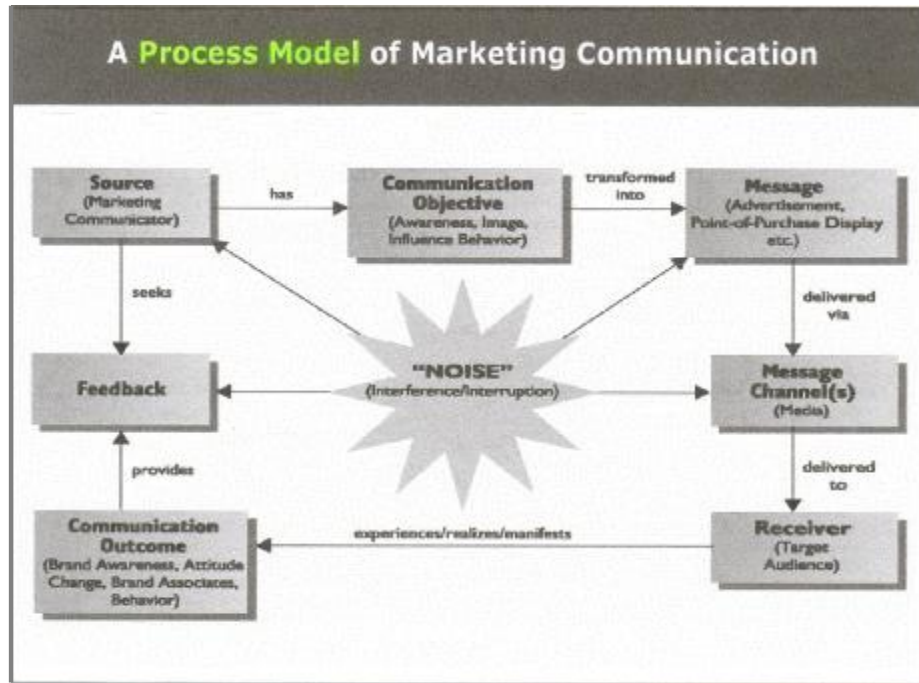 A Process Model of Marketing Communication
Source
(Marketing
Communicator)
has
Communication
Objective
(Awareness, Image,
Influence Behavior)
transformed
into
Message
(Advertisement,
Point-of-Purchase Display
etc.)
seeks
delivered
via
Feedback
"NOISE"
(Interference/Interruption)
Message
Channel(s)
(Media)
provides
delivered
to
Communication
Outcome
(Brand Awareness, Attitude
Change, Brand Associates,
Behavior)
experiences/realizes/manifests
Receiver
(Target
Audience)